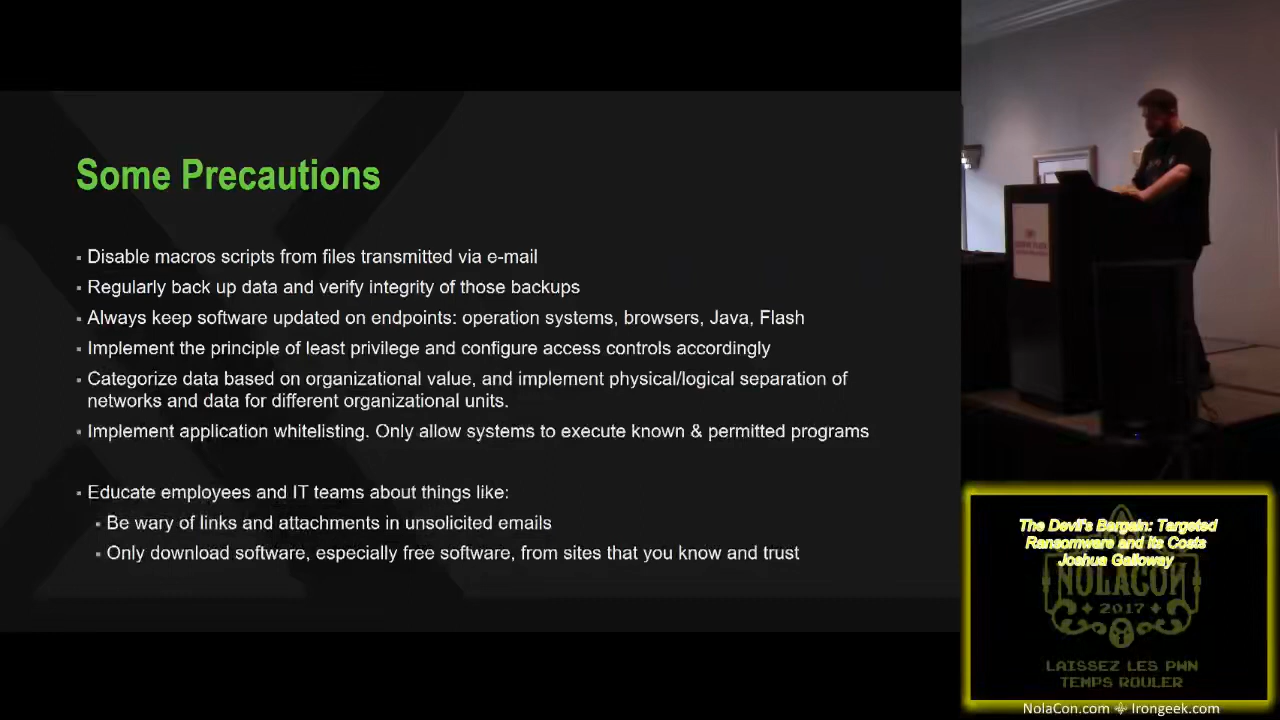 Some Precautions
▪ Disable macros scripts from files transmitted via e-mail
▪ Regularly back up data and verify integrity of those backups
▪ Always keep software updated on endpoints: operation systems, browsers, Java, Flash
▪ Implement the principle of least privilege and configure access controls accordingly
▪ Categorize data based on organizational value, and implement physical/logical separation of
networks and data for different organizational units.
▪ Implement application whitelisting. Only allow systems to execute known & permitted programs
▪ Educate employees and IT teams about things like:
▪ Be wary of links and attachments in unsolicited emails
▪ Only download software, especially free software, from sites that you know and trust
The Devil's Bargain: Targeted
Ransomware and its Costs
Joshua Galloway
NOLACON
2017
LAISSEZ LES PWN
TEMPS ROULER
NolaCon.com Irongeek.com